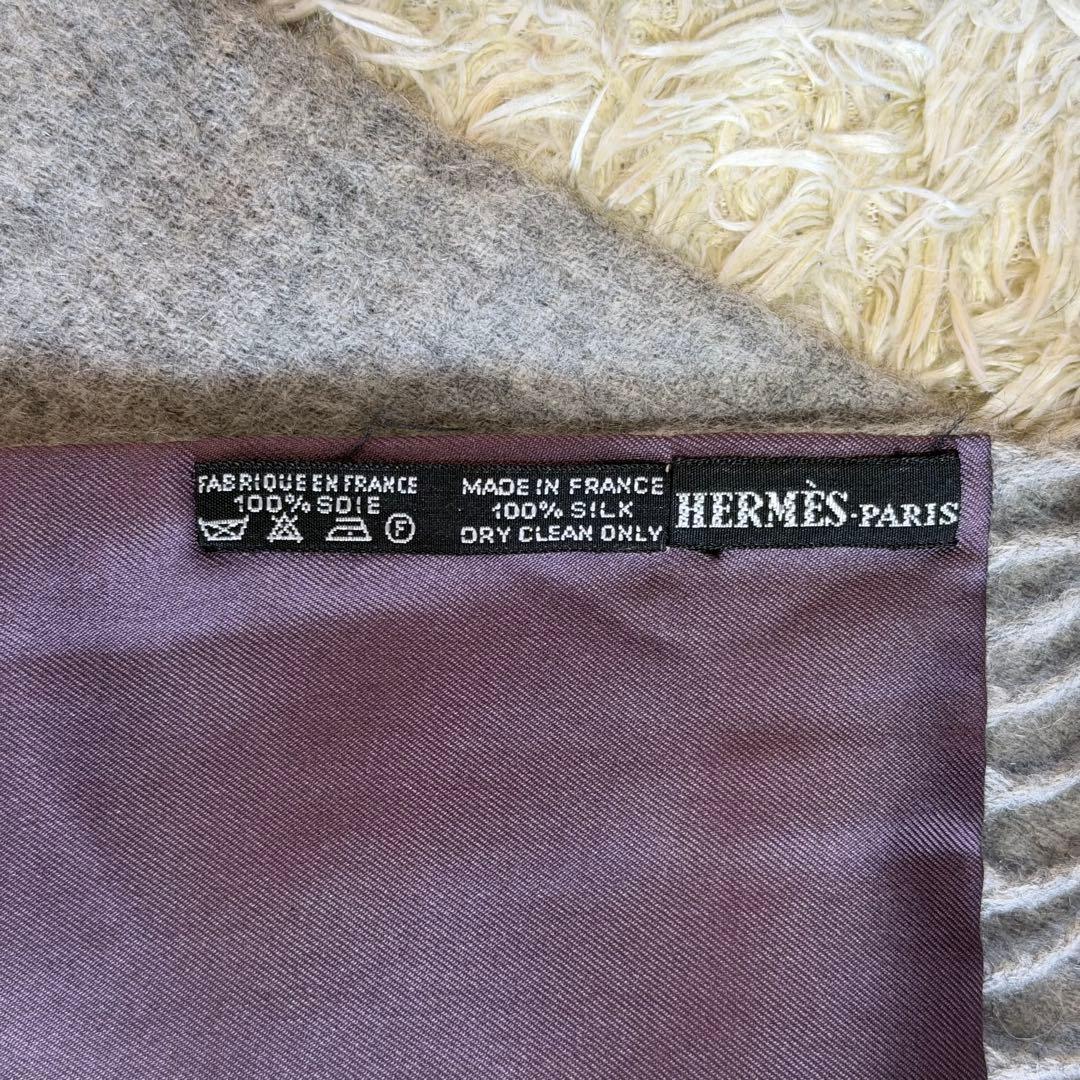 FABRIQUE EN FRANCE
100% SOIE
F
MADE IN FRANCE
100% SILK
DRY CLEAN ONLY
HERMÈS-PARIS